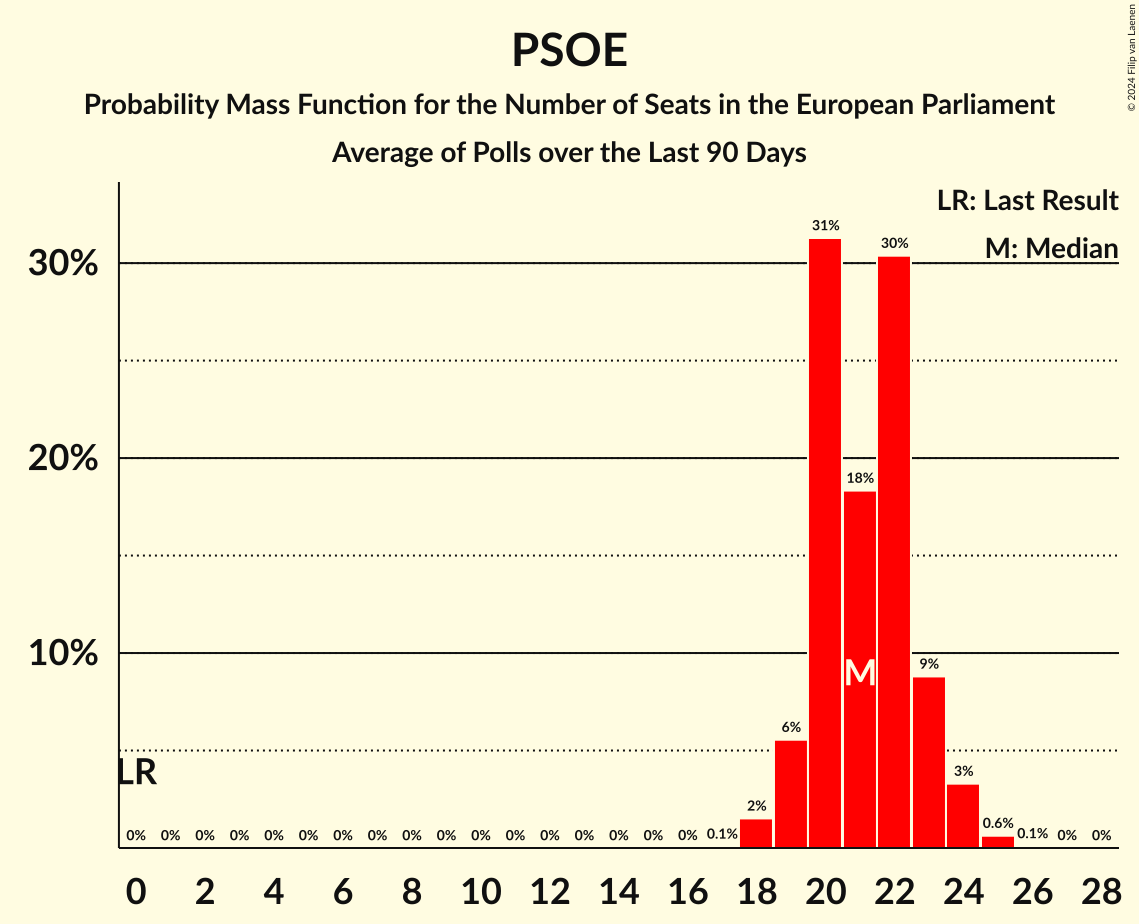 PSOE
Probability Mass Function for the Number of Seats in the European Parliament
Average of Polls over the Last 90 Days
© 2024 Filip van Laenen
LR: Last Result
M: Median
31%
30%
30%
20%
18%
10%
M
9%
6%
LR
3%
2%
0% 0% 0% 0% 0% 0% 0% 0% 0% 0% 0% 0% 0% 0% 0% 0% 0% 0.1% 0.6% 0.1% 0% 0%
0 2 4 6 8 10 12 14 16 18 20 22 24 26 28